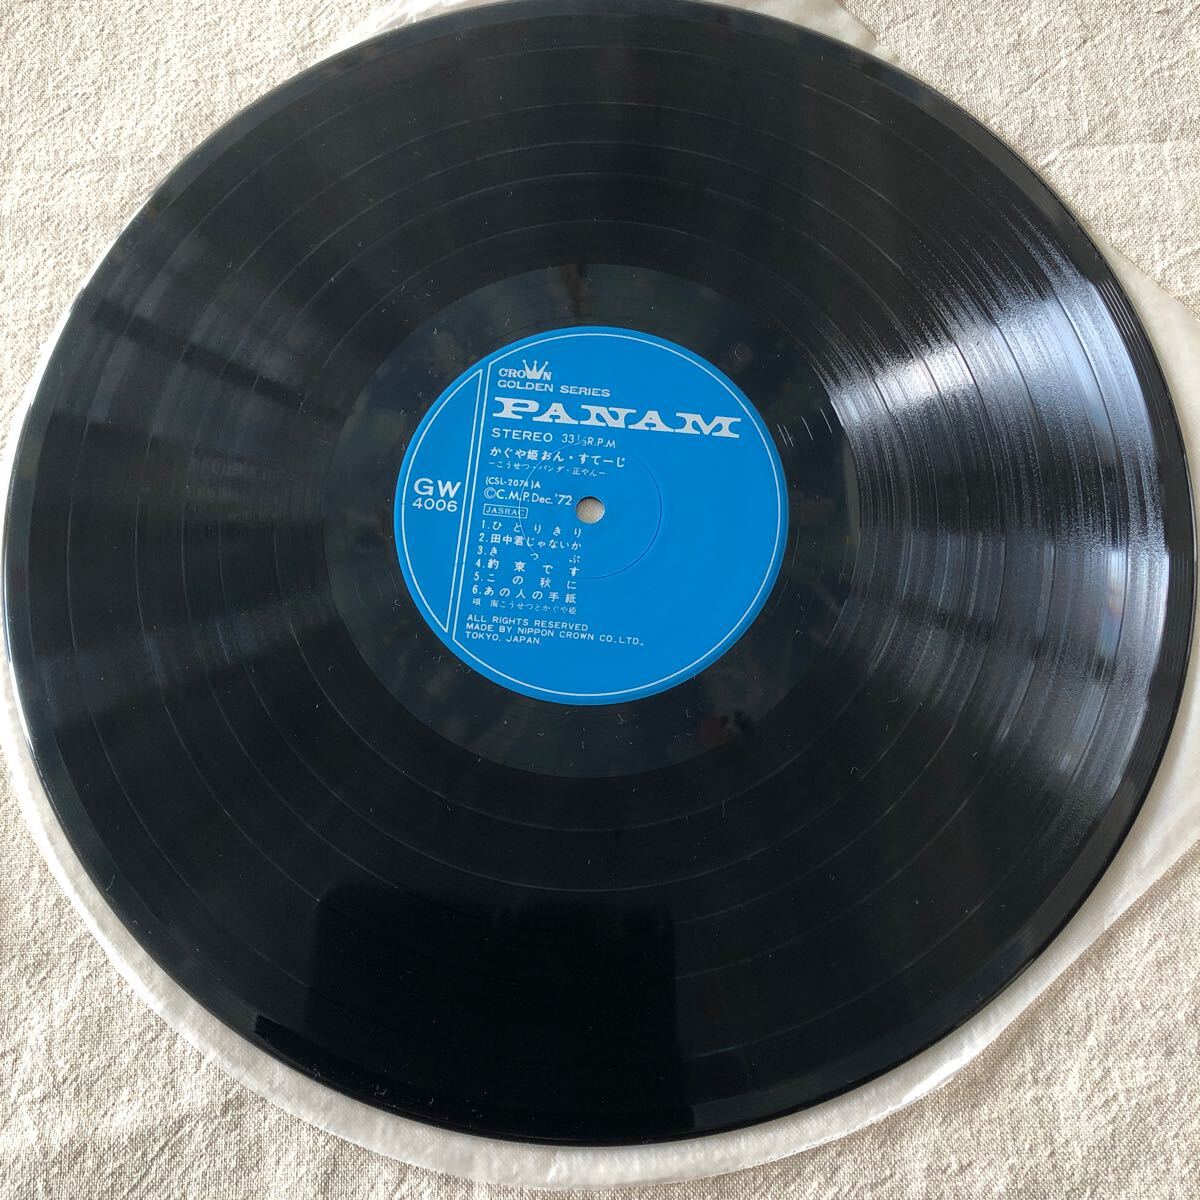 CROWN
GOLDEN SERIES
PANAM
STEREO 33 1/3 R.P.M
かぐや姫おん・すてーじ
−こうせつ・パンダ・正やん−
(CSL-2074)A
©C.M.P.Dec.'72
JASRAC
GW
4006
1.ひとりきり
2.田中君じゃないか
3.きっぷ
4.約束です
5.この秋に
6.あの人の手紙
唄 南こうせつとかぐや姫
ALL RIGHTS RESERVED
MADE BY NIPPON CROWN CO.LTD.,
TOKYO, JAPAN